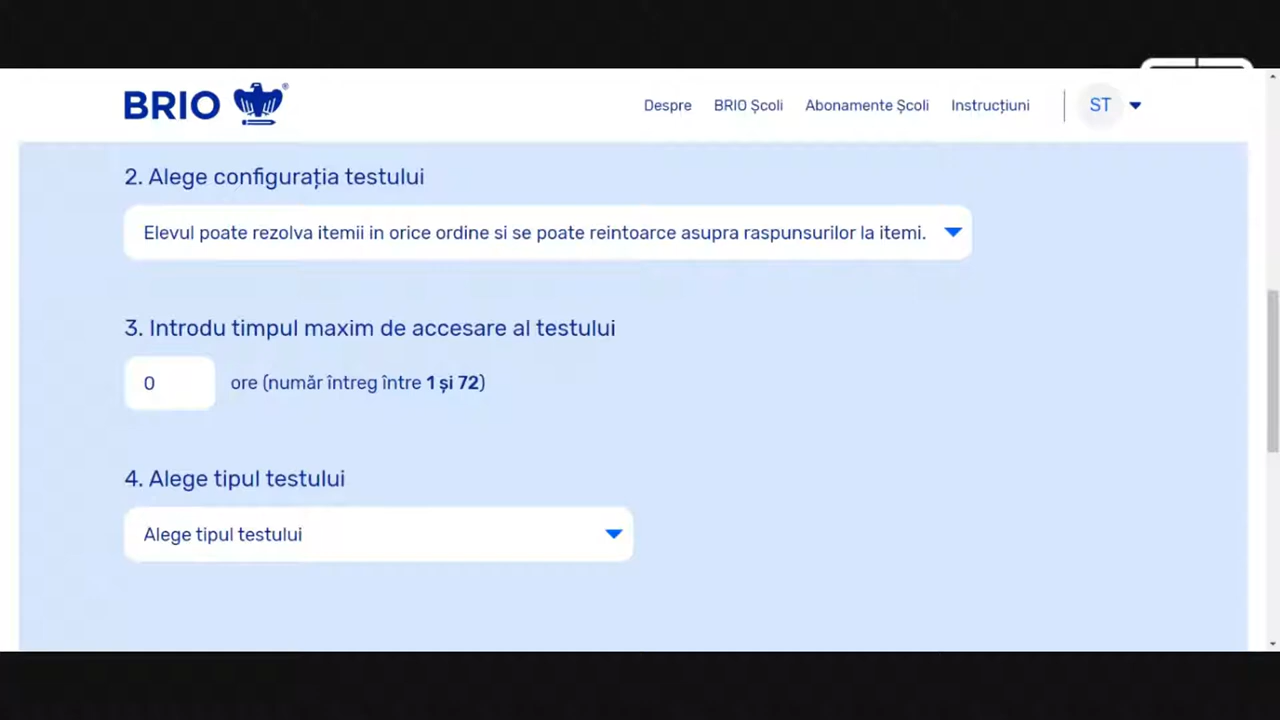 BRIO ®
Despre BRIO Școli Abonamente Școli Instrucțiuni ST
2. Alege configurația testului
Elevul poate rezolva itemii in orice ordine si se poate reintoarce asupra raspunsurilor la itemi.
3. Introdu timpul maxim de accesare al testului
0 ore (număr întreg între 1 și 72)
4. Alege tipul testului
Alege tipul testului